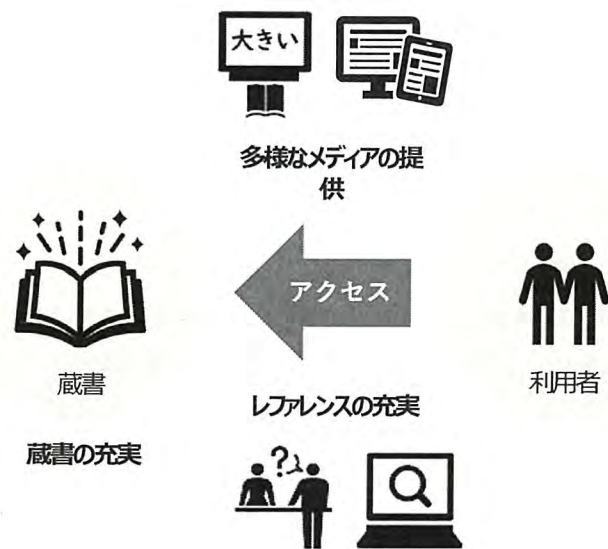 大きい
多様なメディアの提
供
アクセス
蔵書
利用者
レファレンスの充実
蔵書の充実
?